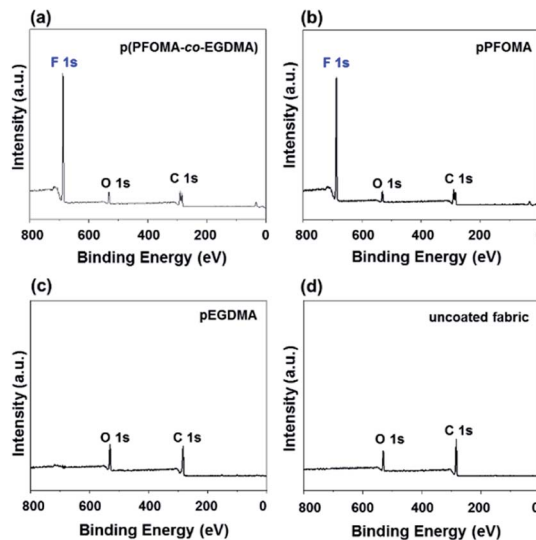 (a)
p(PFOMA-co-EGDMA)
F 1s
O 1s
C 1s
Intensity (a.u.)
800 600 400 200 0
Binding Energy (eV)
(b)
pPFOMA
F 1s
O 1s
C 1s
Intensity (a.u.)
800 600 400 200 0
Binding Energy (eV)
(c)
pEGDMA
O 1s
C 1s
Intensity (a.u.)
800 600 400 200 0
Binding Energy (eV)
(d)
uncoated fabric
O 1s
C 1s
Intensity (a.u.)
800 600 400 200 0
Binding Energy (eV)